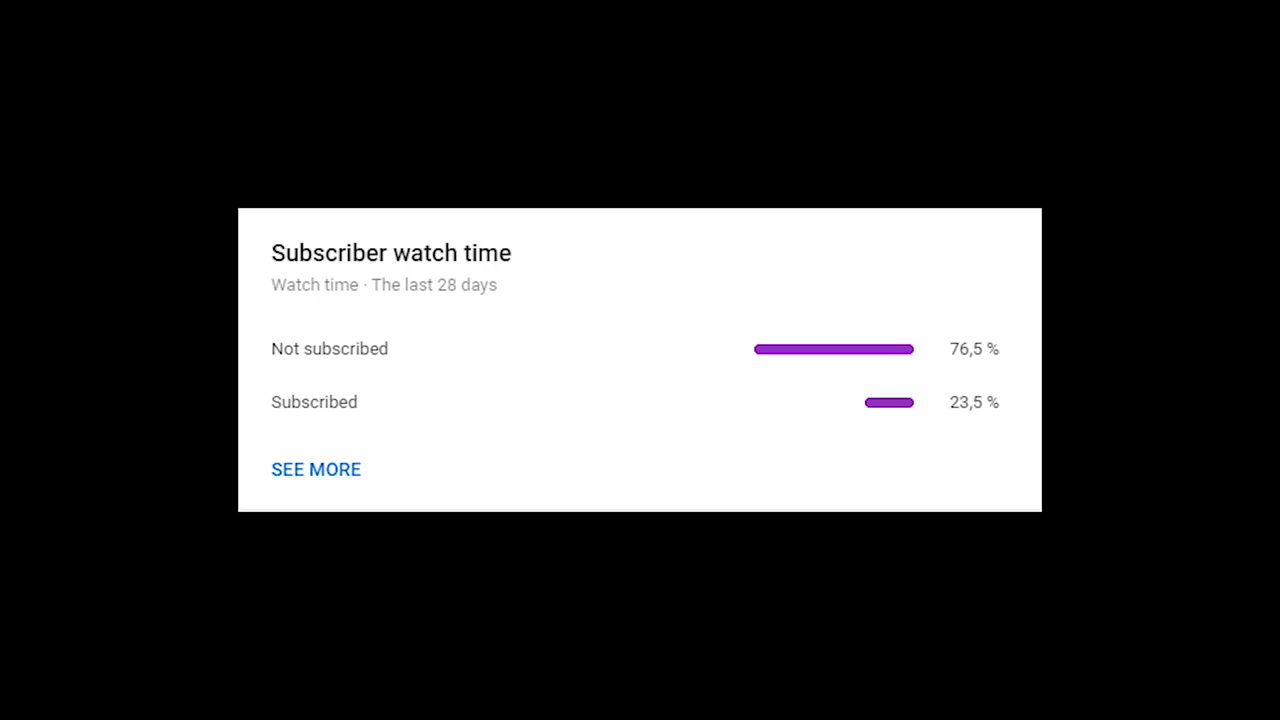 Subscriber watch time
Watch time · The last 28 days
Not subscribed 76,5 %
Subscribed 23,5 %
SEE MORE